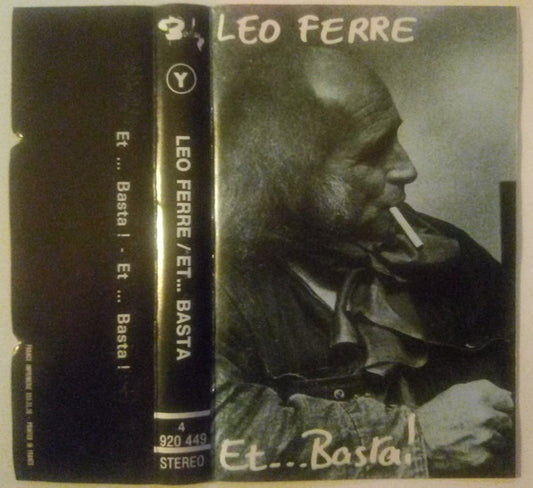 LEO FERRE
Et...Basta!
Y
LEO FERRE / ET... BASTA
4
920 449
STEREO
Et ... Basta ! - Et ... Basta !